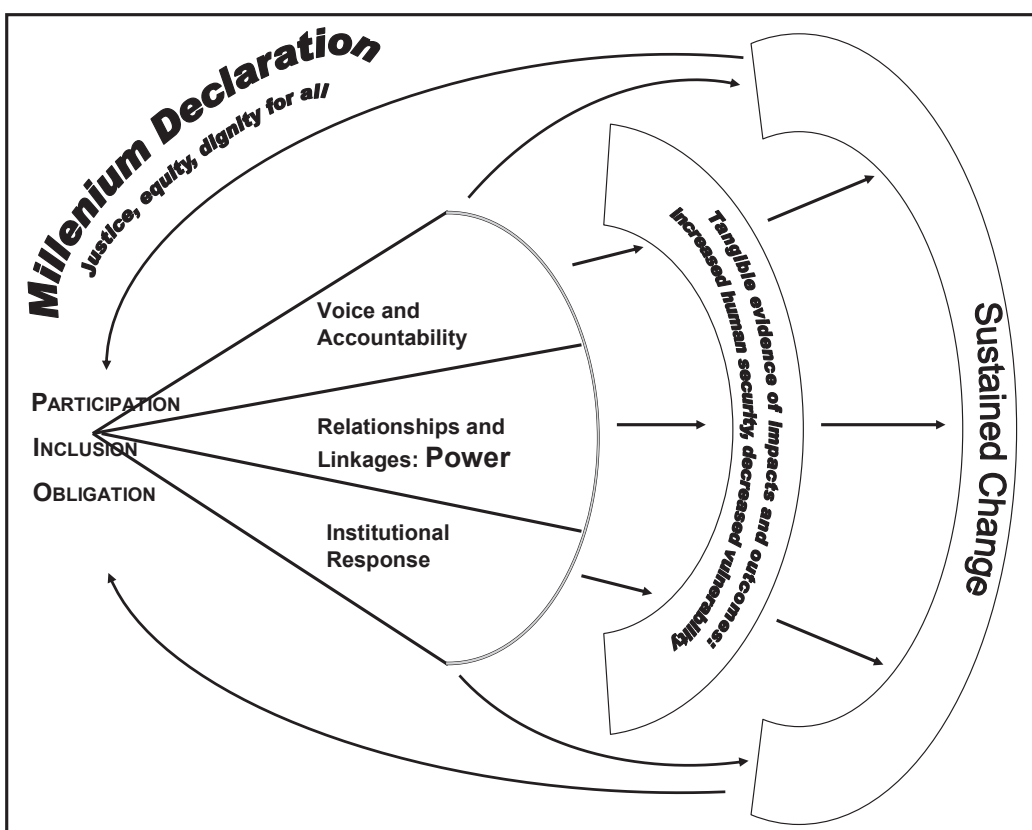 Millenium Declaration
Justice, equity, dignity for all
Voice and
Accountability
PARTICIPATION
INCLUSION
OBLIGATION
Relationships and
Linkages: Power
Institutional
Response
Tangible evidence of impacts and outcomes:
increased human security, decreased vulnerability
Sustained Change